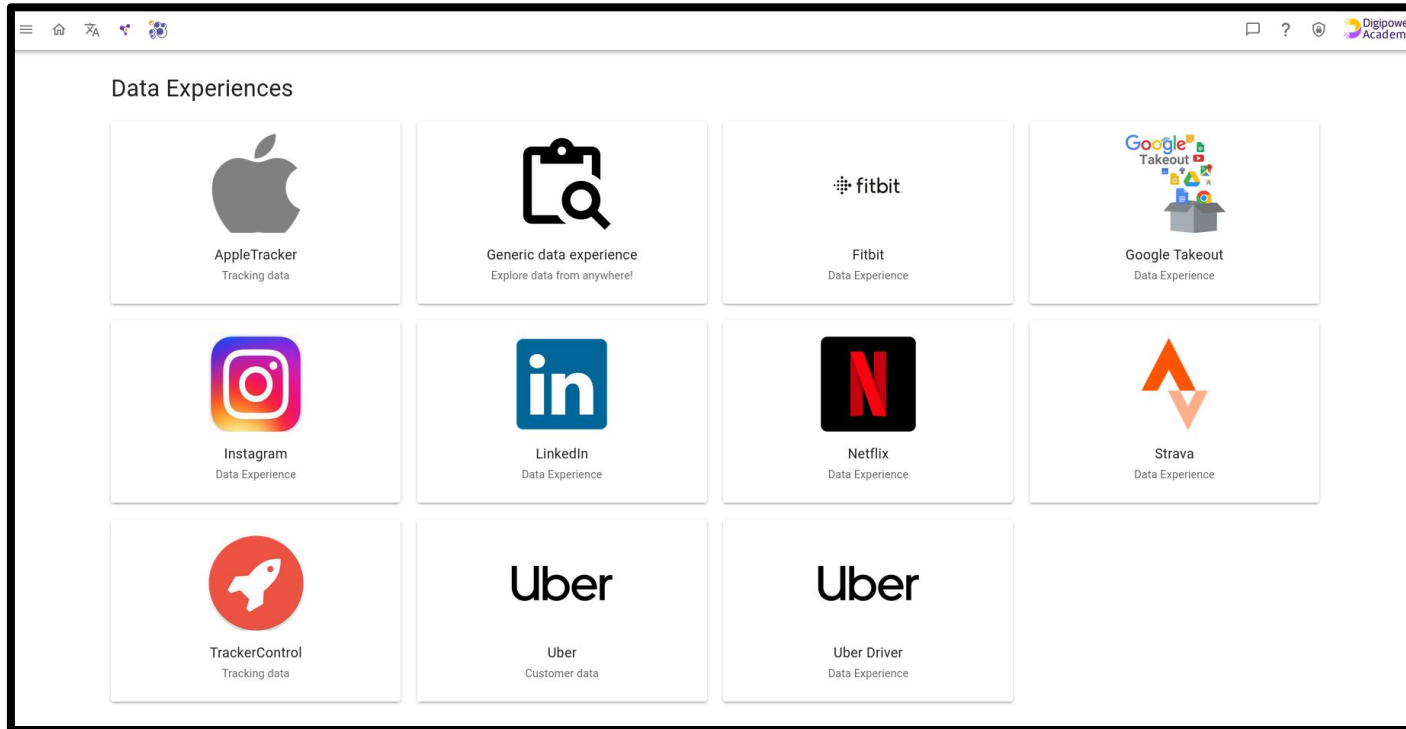 Digipowe
Academ
Data Experiences
AppleTracker
Tracking data
Generic data experience
Explore data from anywhere!
fitbit
Fitbit
Data Experience
Google
Takeout
Google Takeout
Data Experience
Instagram
Data Experience
in
LinkedIn
Data Experience
N
Netflix
Data Experience
Strava
Data Experience
TrackerControl
Tracking data
Uber
Uber
Customer data
Uber
Uber Driver
Data Experience